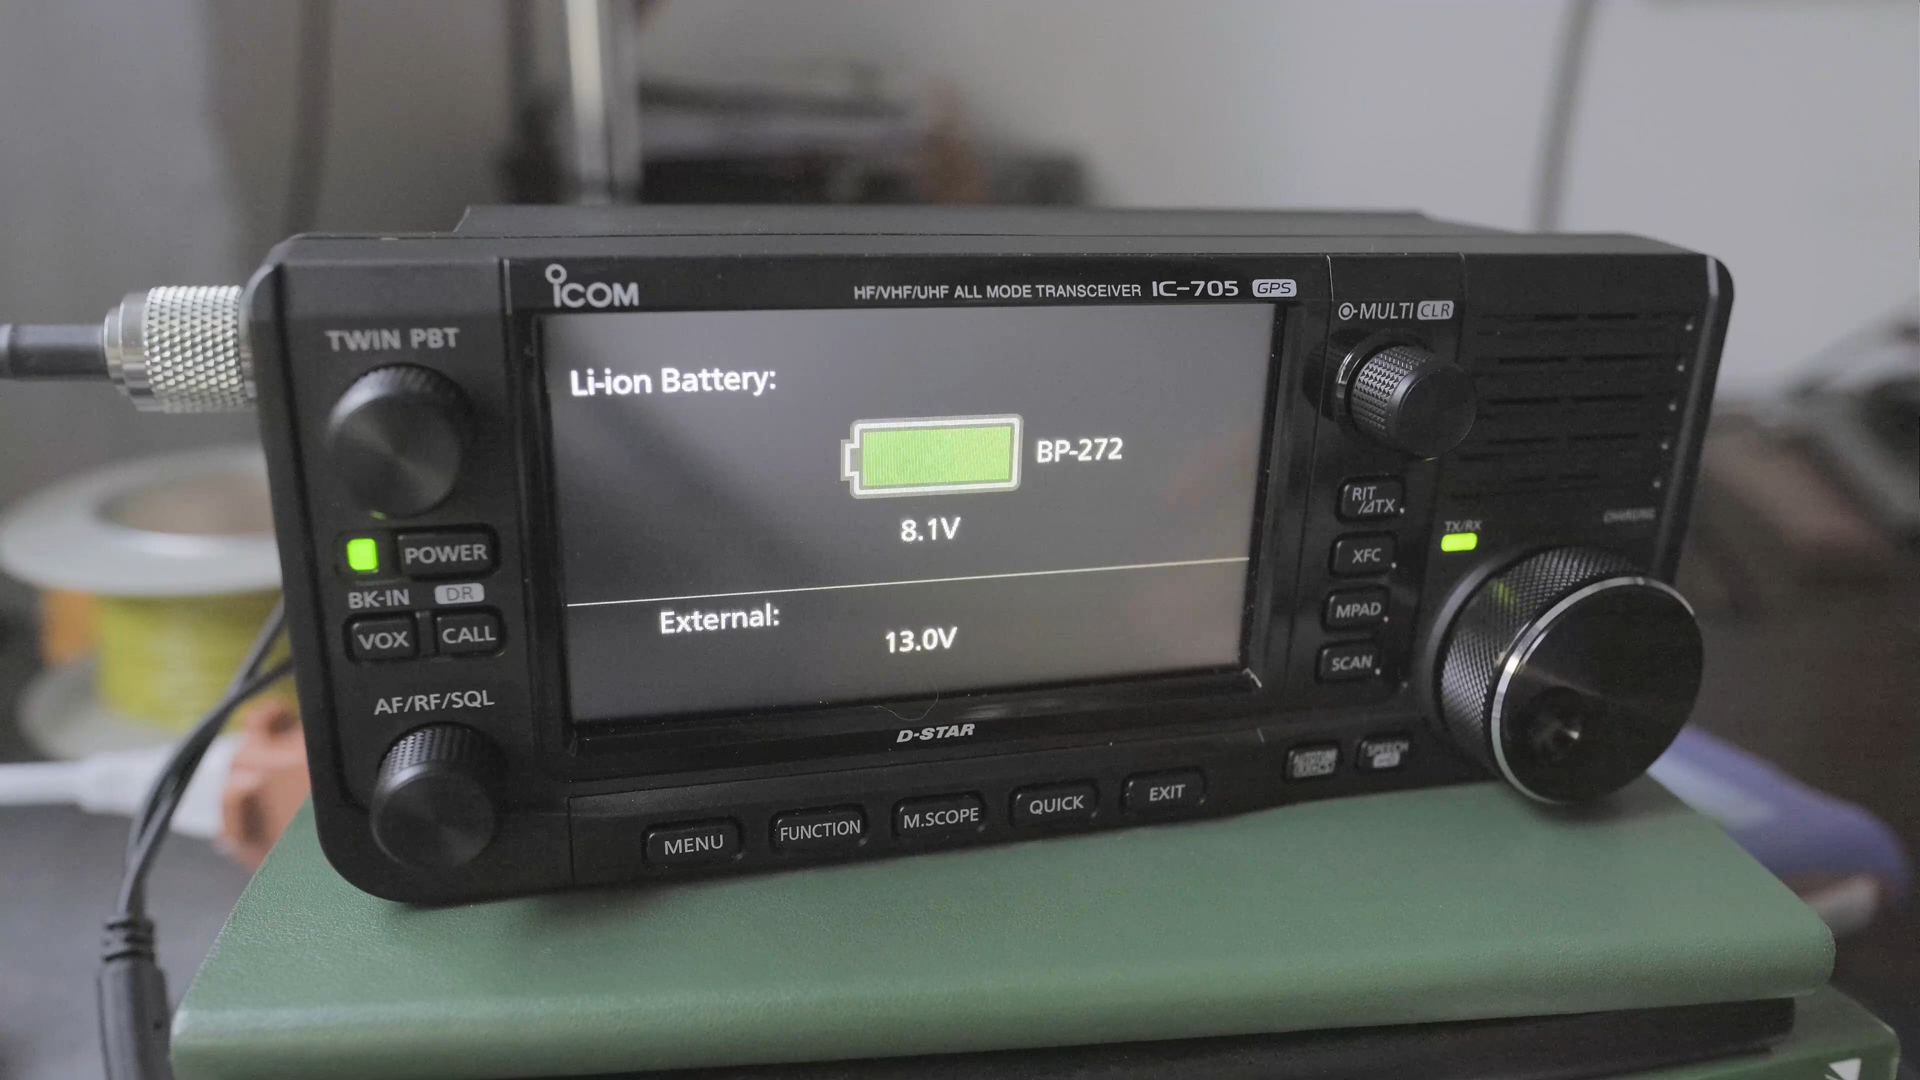 ICOM
HF/VHF/UHF ALL MODE TRANSCEIVER IC-705 GPS
TWIN PBT
MULTI CLR
Li-ion Battery:
BP-272
8.1V
External:
13.0V
POWER
BK-IN DR
VOX CALL
AF/RF/SQL
RIT
/⊿TX
XFC
MPAD
SCAN
TX/RX
CHARGING
D-STAR
SPEECH
MENU FUNCTION M.SCOPE QUICK EXIT